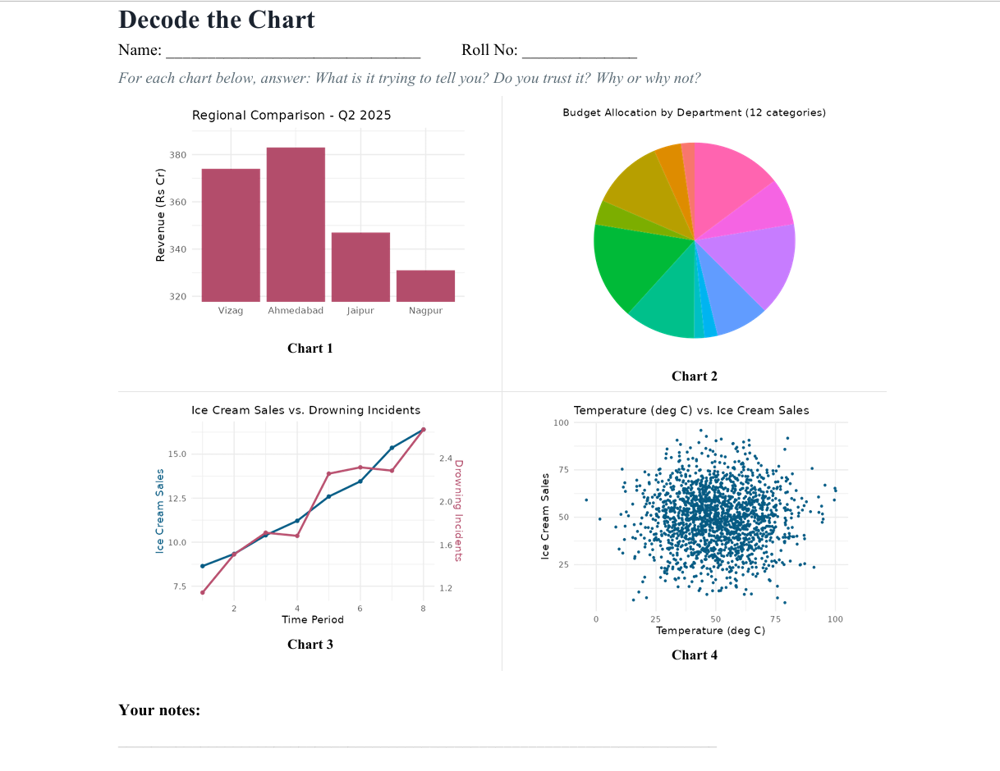 Decode the Chart
Name: _______________________________ Roll No: ______________
For each chart below, answer: What is it trying to tell you? Do you trust it? Why or why not?
Regional Comparison - Q2 2025
Revenue (Rs Cr)
380
360
340
320
Vizag Ahmedabad Jaipur Nagpur
Chart 1
Budget Allocation by Department (12 categories)
Chart 2
Ice Cream Sales vs. Drowning Incidents
Ice Cream Sales
15.0
12.5
10.0
7.5
2.4
2.0
1.6
1.2
Drowning Incidents
2 4 6 8
Time Period
Chart 3
Temperature (deg C) vs. Ice Cream Sales
Ice Cream Sales
100
75
50
25
0 25 50 75 100
Temperature (deg C)
Chart 4
Your notes: